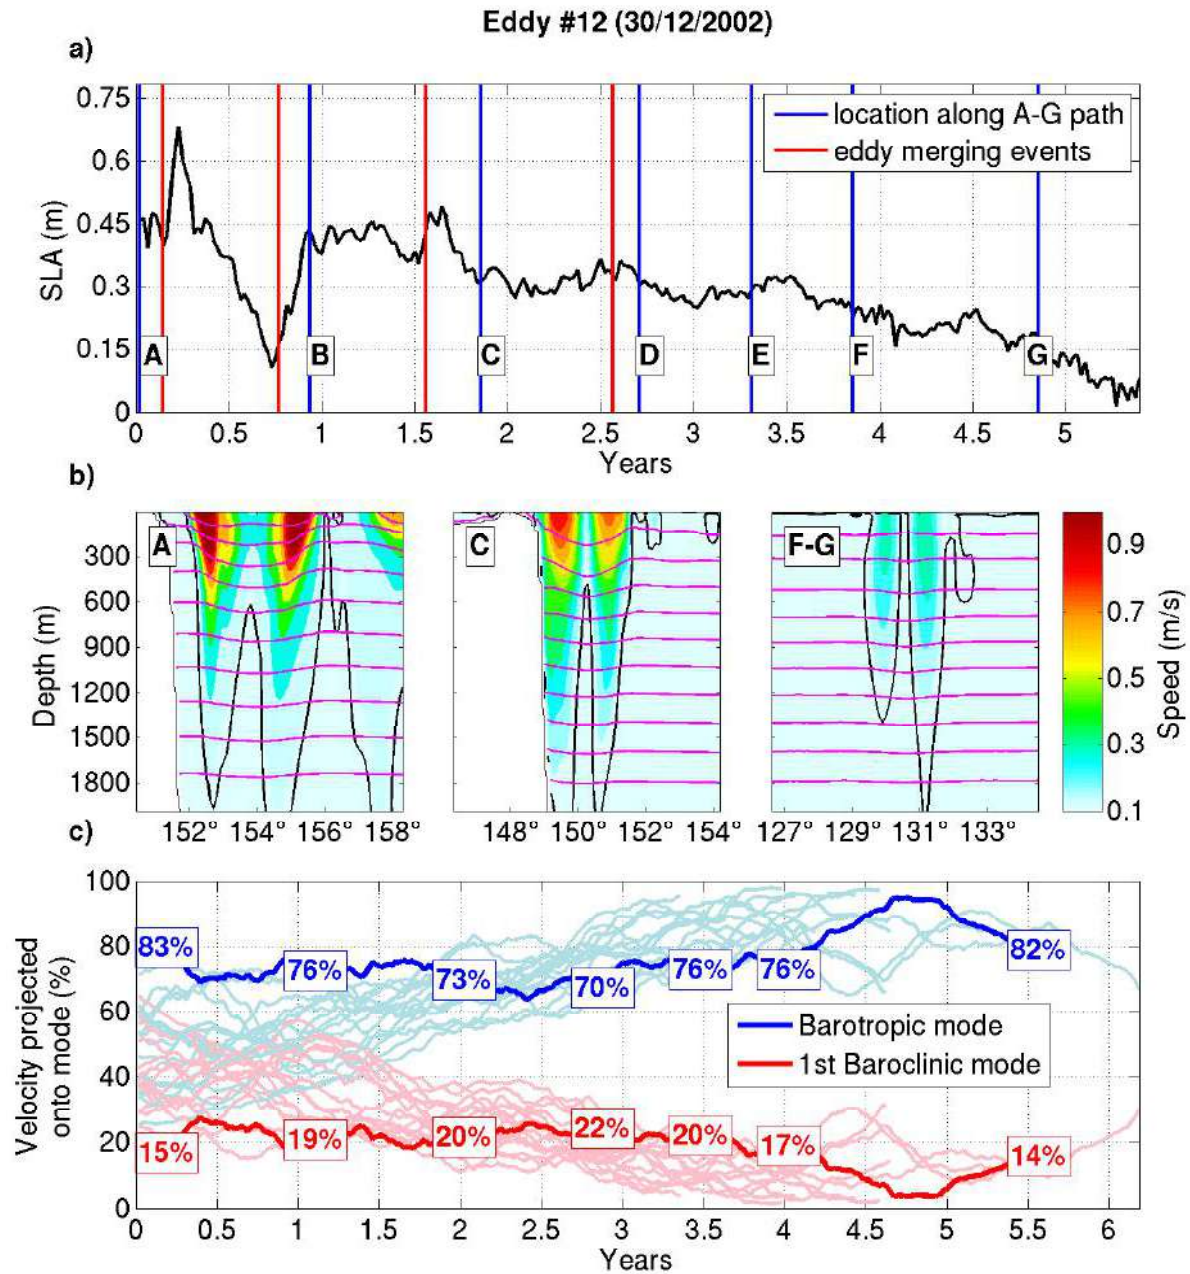 Eddy #12 (30/12/2002)
a)
SLA (m)
0.75
0.6
0.45
0.3
0.15
0
location along A-G path
eddy merging events
A
B
C
D
E
F
G
0 0.5 1 1.5 2 2.5 3 3.5 4 4.5 5
Years
b)
Depth (m)
300
600
900
1200
1500
1800
A
C
F-G
152° 154° 156° 158°
148° 150° 152° 154°
127° 129° 131° 133°
0.9
0.7
0.5
0.3
0.1
Speed (m/s)
c)
Velocity projected
onto mode (%)
100
80
60
40
20
0
83%
76%
73%
70%
76%
76%
82%
Barotropic mode
1st Baroclinic mode
15%
19%
20%
22%
20%
17%
14%
0 0.5 1 1.5 2 2.5 3 3.5 4 4.5 5 5.5 6
Years